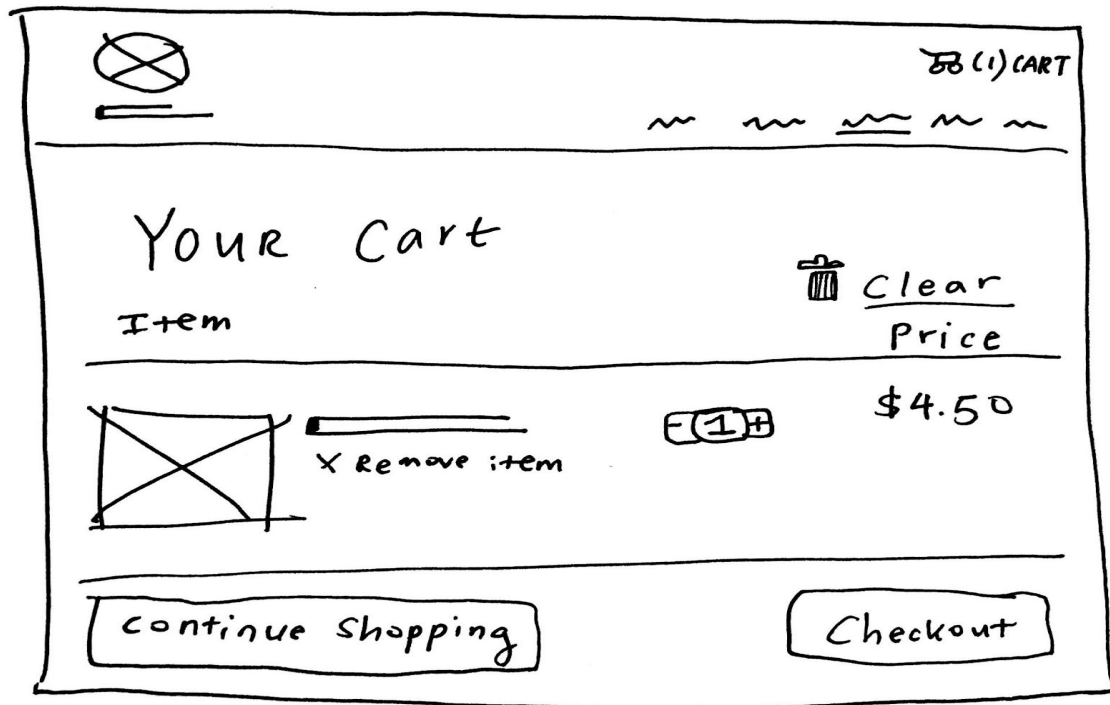 (1) CART
Your Cart
Clear
Item
Price
$4.50
- 1 +
X Remove item
Continue Shopping
Checkout